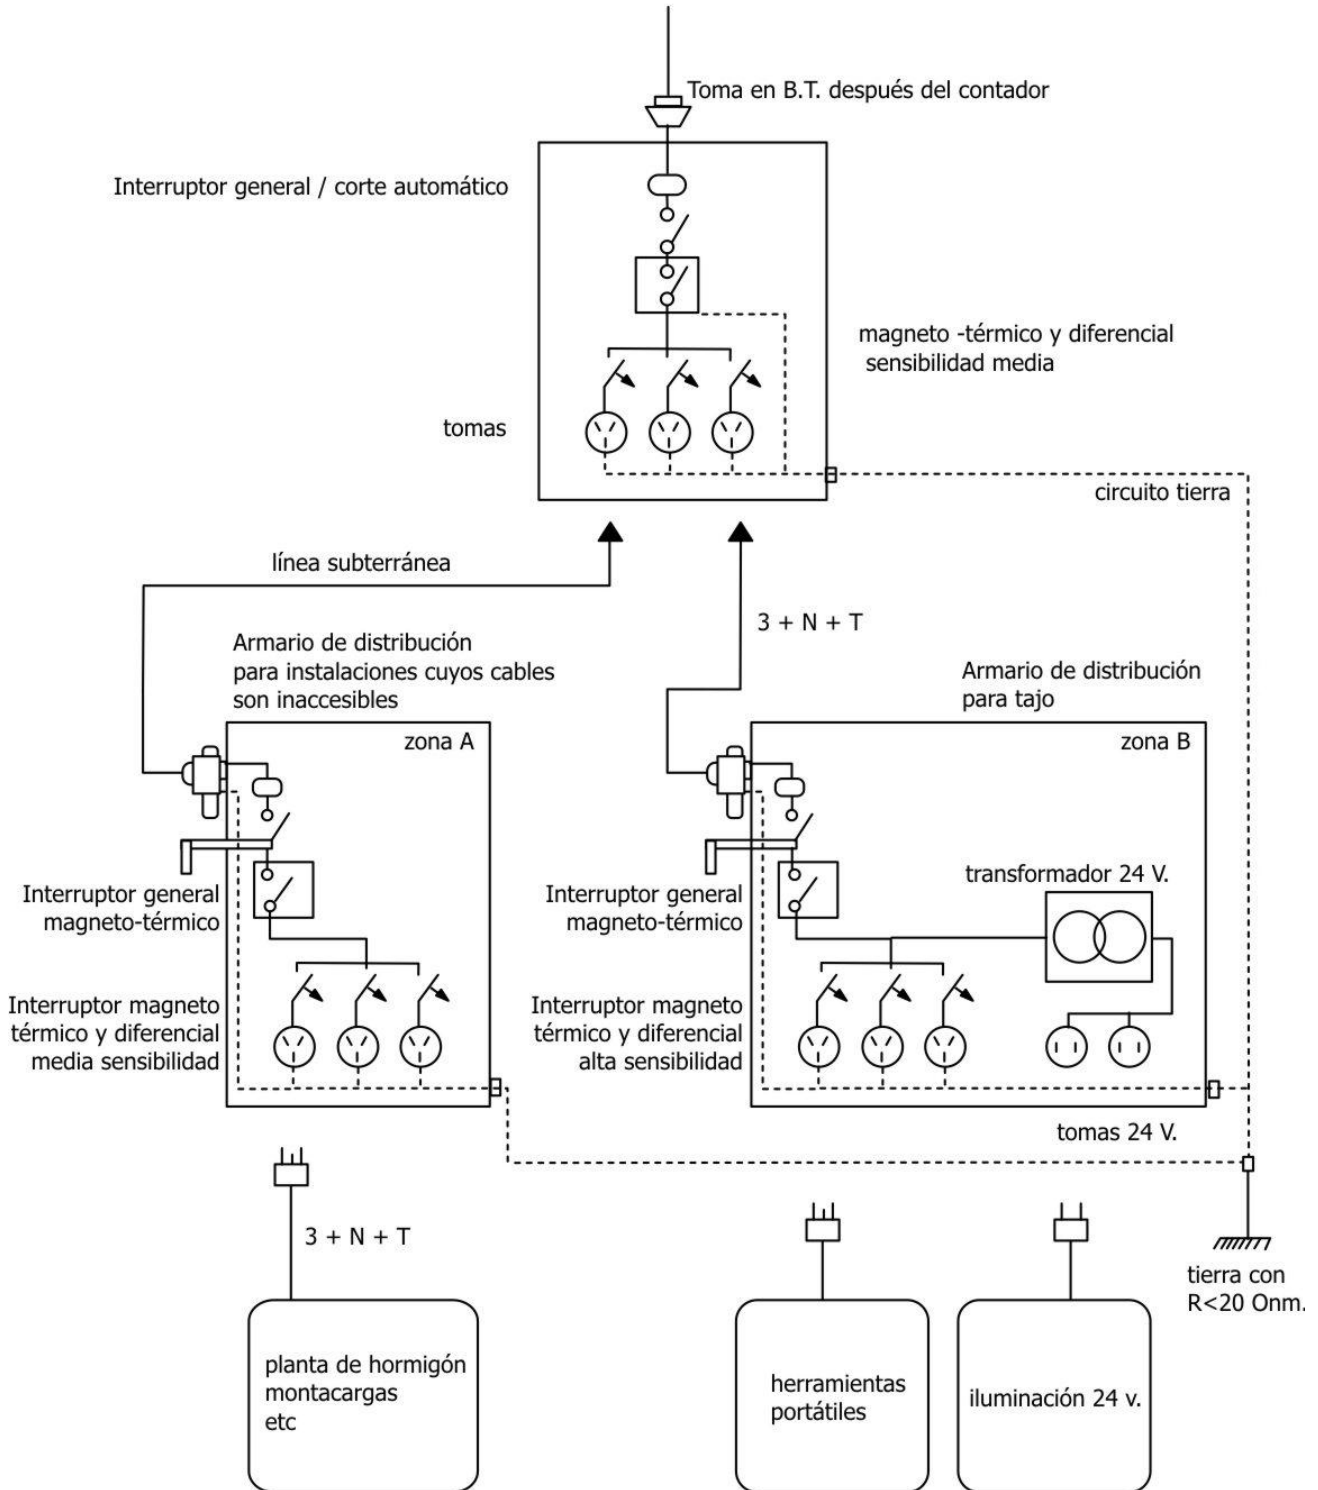 Toma en B.T. después del contador
Interruptor general / corte automático
magneto -térmico y diferencial
sensibilidad media
tomas
circuito tierra
línea subterránea
3 + N + T
Armario de distribución
para instalaciones cuyos cables
son inaccesibles
Armario de distribución
para tajo
zona A
zona B
transformador 24 V.
Interruptor general
magneto-térmico
Interruptor general
magneto-térmico
Interruptor magneto
térmico y diferencial
media sensibilidad
Interruptor magneto
térmico y diferencial
alta sensibilidad
tomas 24 V.
3 + N + T
tierra con
R<20 Onm.
planta de hormigón
montacargas
etc
herramientas
portátiles
iluminación 24 v.